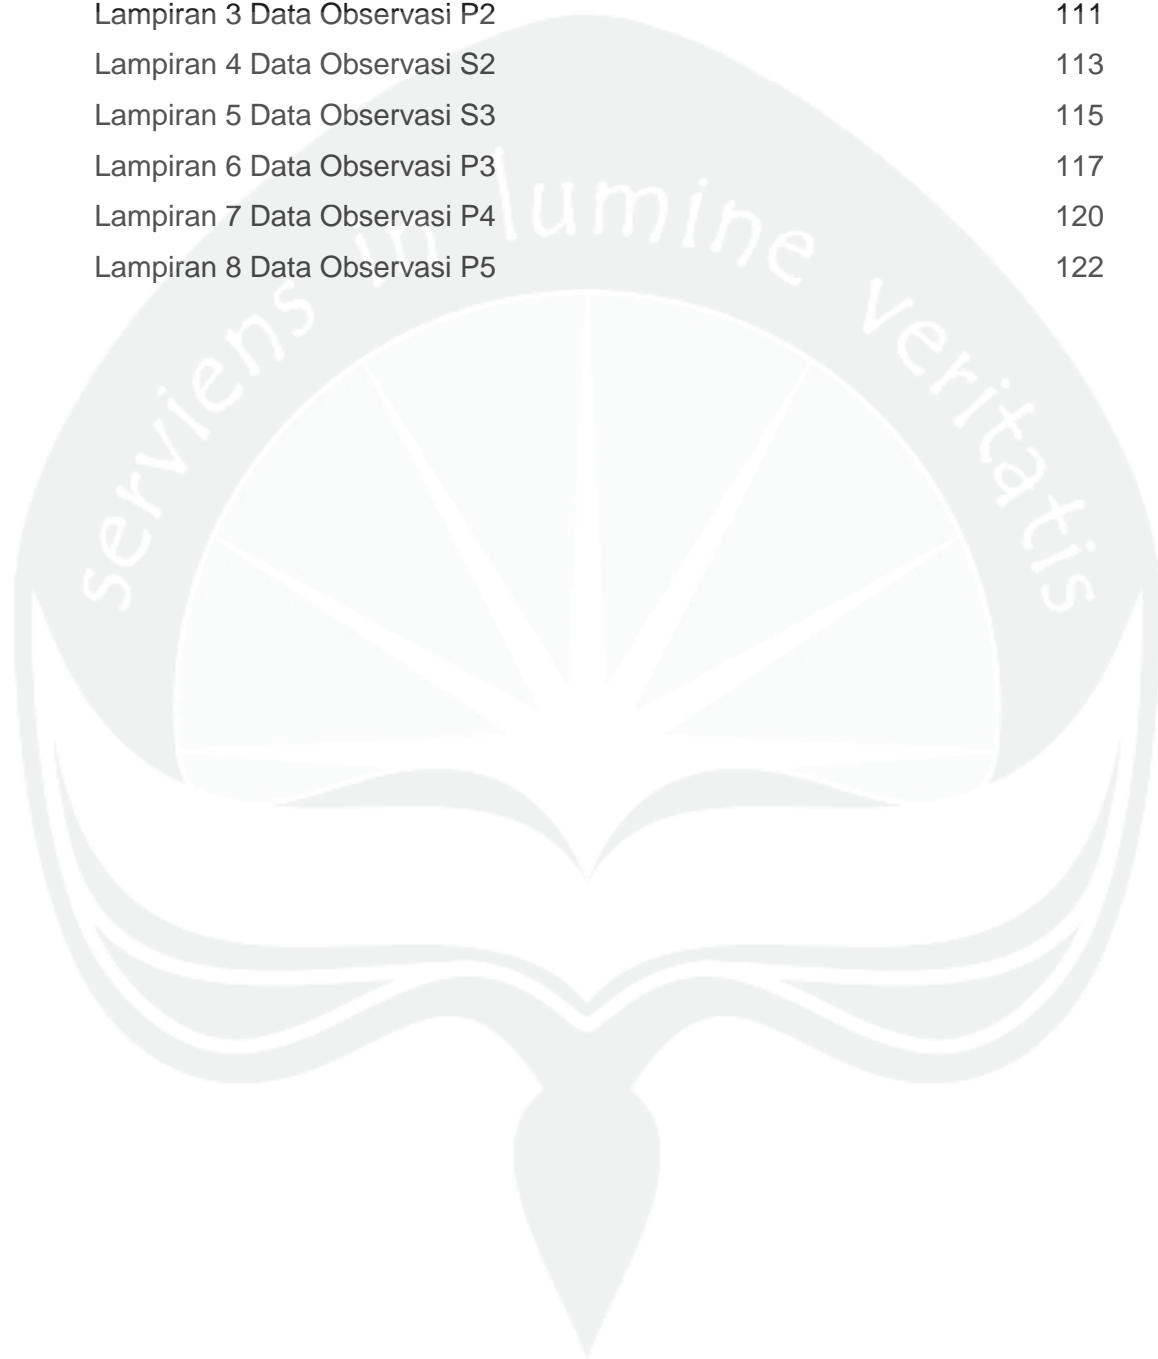 Lampiran 3 Data Observasi P2 111
Lampiran 4 Data Observasi S2 113
Lampiran 5 Data Observasi S3 115
Lampiran 6 Data Observasi P3 117
Lampiran 7 Data Observasi P4 120
Lampiran 8 Data Observasi P5 122
serviens in lumine veritatis